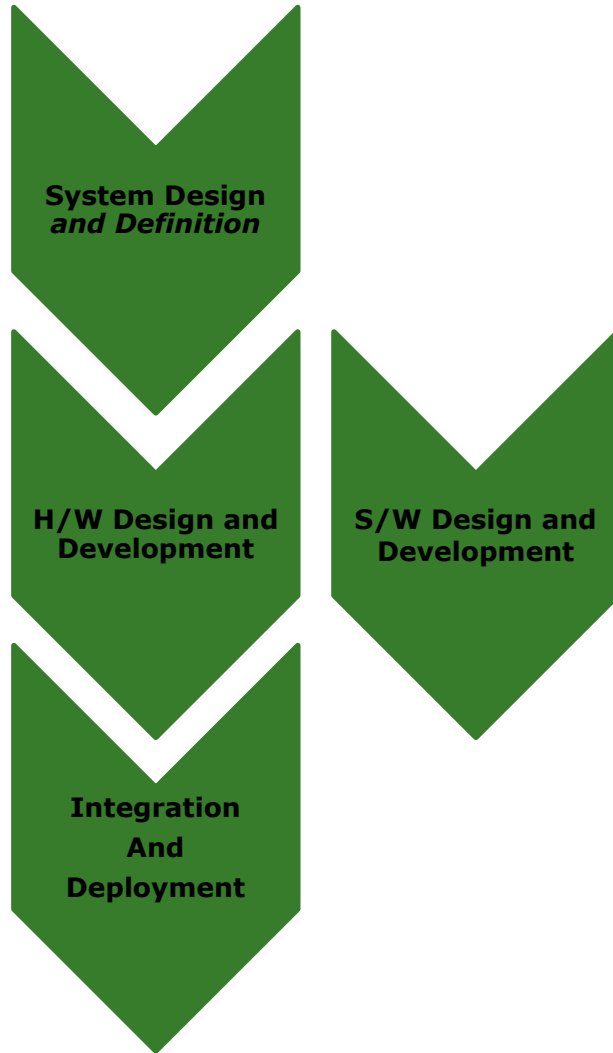 System Design
and Definition
H/W Design and
Development
S/W Design and
Development
Integration
And
Deployment